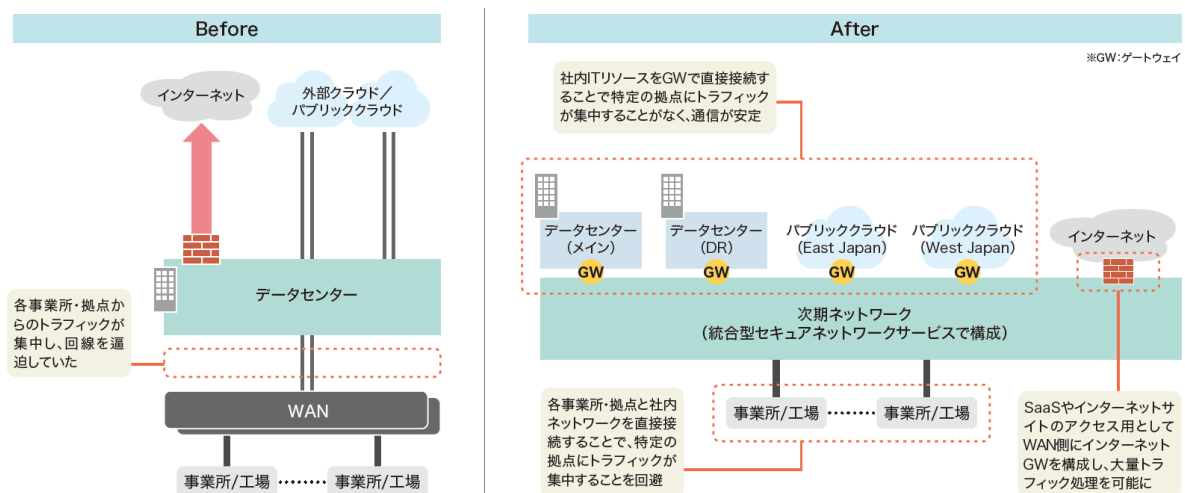 Before
インターネット
外部クラウド／
パブリッククラウド
データセンター
各事業所・拠点か
らのトラフィックが
集中し、回線を逼
迫していた
WAN
事業所/工場
事業所/工場
After
※GW：ゲートウェイ
社内ITリソースをGWで直接接続す
ることで特定の拠点にトラフィック
が集中することがなく、通信が安定
データセンター
（メイン）
GW
データセンター
（DR）
GW
パブリッククラウド
（East Japan）
GW
パブリッククラウド
（West Japan）
GW
インターネット
次期ネットワーク
（統合型セキュアネットワークサービスで構成）
各事業所・拠点と社内
ネットワークを直接接
続することで、特定の
拠点にトラフィックが
集中することを回避
事業所/工場
事業所/工場
SaaSやインターネットサ
イトのアクセス用として
WAN側にインターネット
GWを構成し、大量トラ
フィック処理を可能に